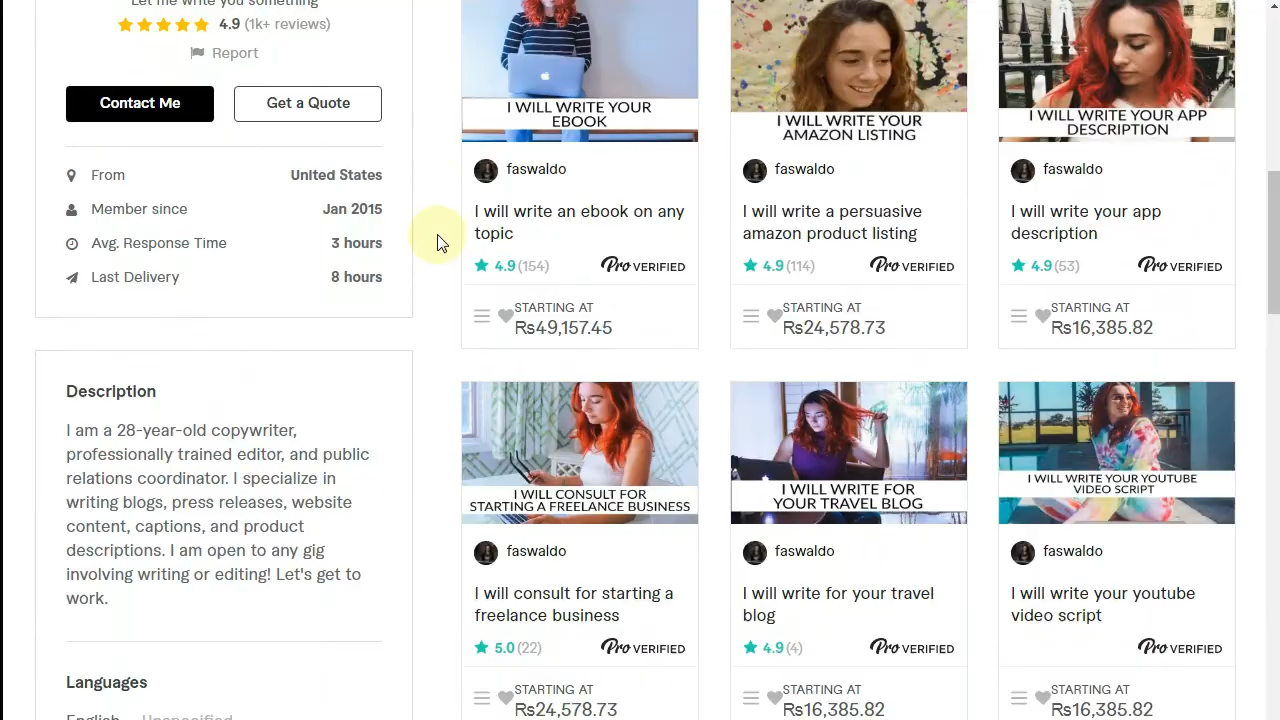 Let me write you something
4.9 (1k+ reviews)
Report
Contact Me
Get a Quote
From
United States
Member since
Jan 2015
Avg. Response Time
3 hours
Last Delivery
8 hours
Description
I am a 28-year-old copywriter,
professionally trained editor, and public
relations coordinator. I specialize in
writing blogs, press releases, website
content, captions, and product
descriptions. I am open to any gig
involving writing or editing! Let's get to
work.
Languages
English - Unspecified
I WILL WRITE YOUR
EBOOK
faswaldo
I will write an ebook on any
topic
4.9 (154)
Pro VERIFIED
STARTING AT
Rs49,157.45
I WILL WRITE YOUR
AMAZON LISTING
faswaldo
I will write a persuasive
amazon product listing
4.9 (114)
Pro VERIFIED
STARTING AT
Rs24,578.73
I WILL WRITE YOUR APP
DESCRIPTION
faswaldo
I will write your app
description
4.9 (53)
Pro VERIFIED
STARTING AT
Rs16,385.82
I WILL CONSULT FOR
STARTING A FREELANCE BUSINESS
faswaldo
I will consult for starting a
freelance business
5.0 (22)
Pro VERIFIED
STARTING AT
Rs24,578.73
I WILL WRITE FOR
YOUR TRAVEL BLOG
faswaldo
I will write for your travel
blog
4.9 (4)
Pro VERIFIED
STARTING AT
Rs16,385.82
I WILL WRITE YOUR YOUTUBE
VIDEO SCRIPT
faswaldo
I will write your youtube
video script
Pro VERIFIED
STARTING AT
Rs16,385.82